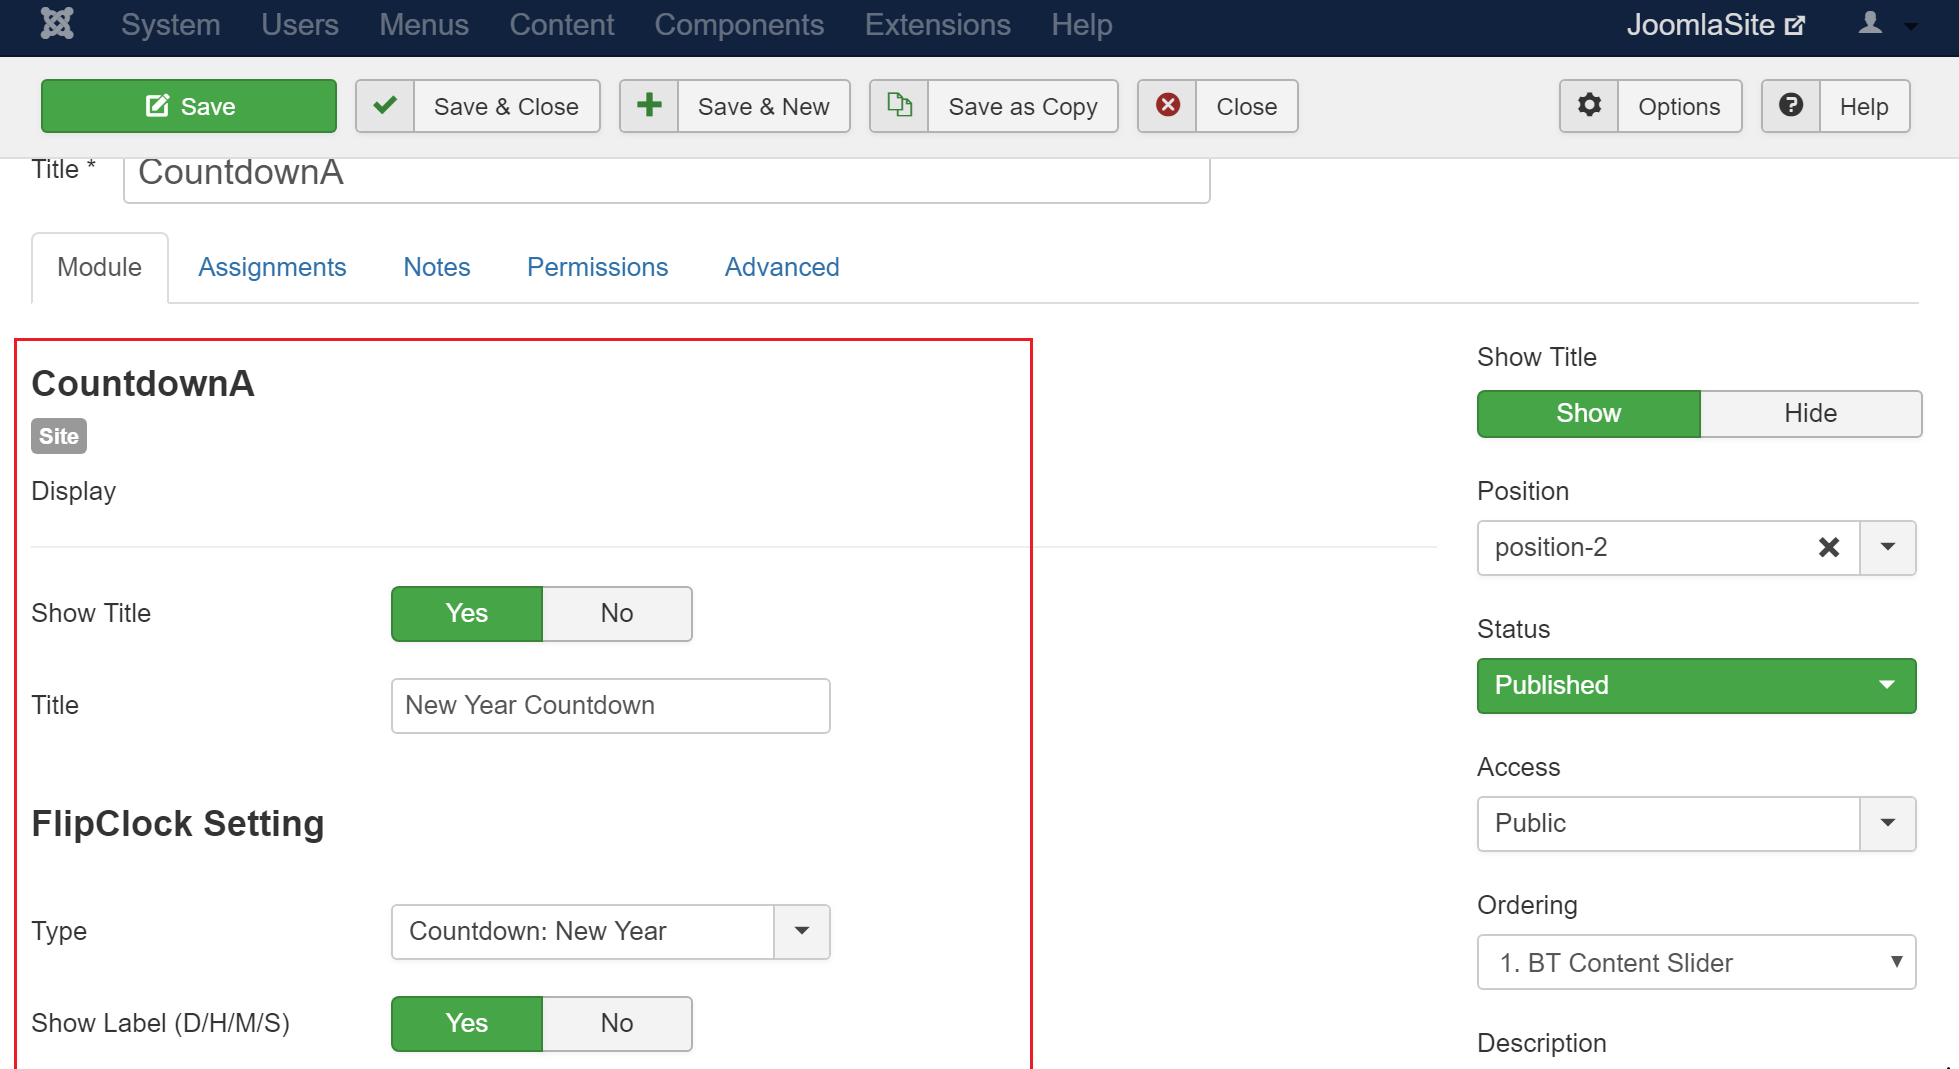 System Users Menus Content Components Extensions Help JoomlaSite
Save Save & Close Save & New Save as Copy Close Options Help
Title * CountdownA
Module Assignments Notes Permissions Advanced
CountdownA
Site
Display
Show Title Yes No
Title New Year Countdown
FlipClock Setting
Type Countdown: New Year
Show Label (D/H/M/S) Yes No
Show Title
Show Hide
Position
position-2
Status
Published
Access
Public
Ordering
1. BT Content Slider
Description